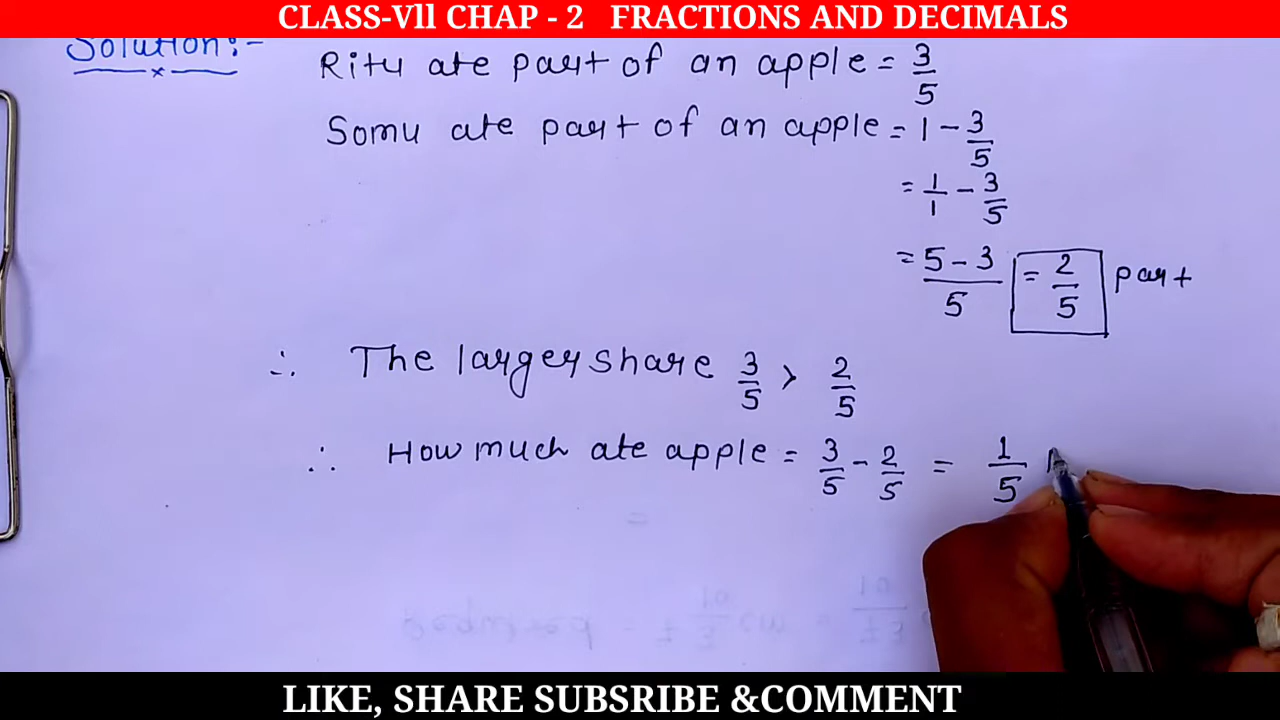 CLASS-Vll CHAP - 2 FRACTIONS AND DECIMALS
Solution:-
Ritu ate part of an apple = 3/5
Somu ate part of an apple = 1 - 3/5
= 1/1 - 3/5
= 5 - 3/5 = 2/5 part
∴ The larger share 3/5 > 2/5
∴ How much ate apple = 3/5 - 2/5 = 1/5
LIKE, SHARE SUBSRIBE &COMMENT